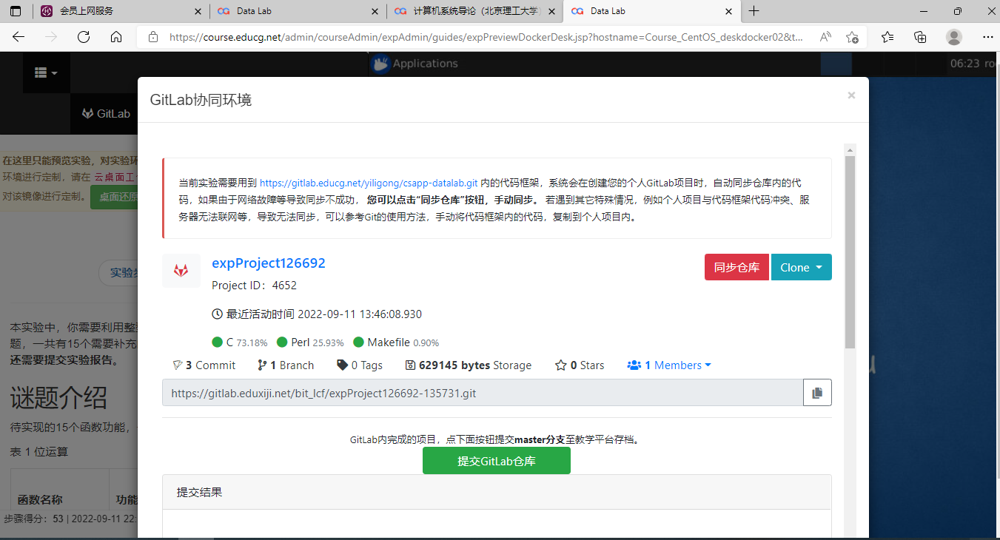 会员上网服务
Data Lab
计算机系统导论（北京理工大学
Data Lab
https://course.educg.net/admin/courseAdmin/expAdmin/guides/expPreviewDockerDesk.jsp?hostname=Course_CentOS_deskdocker02&t...
Applications
06:23 ro
GitLab协同环境
GitLab
在这里只能预览实验，对实验环
环境进行定制，请在 云桌面工
对该镜像进行定制。 桌面还原
当前实验需要用到 https://gitlab.educg.net/yiligong/csapp-datalab.git 内的代码框架，系统会在创建您的个人GitLab项目时，自动同步仓库内的代
码，如果由于网络故障等导致同步不成功， 您可以点击“同步仓库”按钮，手动同步。 若遇到其它特殊情况，例如个人项目与代码框架代码冲突、服
务器无法联网等，导致无法同步，可以参考Git的使用方法，手动将代码框架内的代码，复制到个人项目内。
expProject126692
同步仓库
Clone
Project ID：4652
实验步
最近活动时间 2022-09-11 13:46:08.930
本实验中，你需要利用整
题，一共有15个需要补充
还需要提交实验报告。
C 73.18% Perl 25.93% Makefile 0.90%
3 Commit 1 Branch 0 Tags 629145 bytes Storage 0 Stars 1 Members
https://gitlab.eduxiji.net/bit_lcf/expProject126692-135731.git
谜题介绍
待实现的15个函数功能，
表 1 位运算
GitLab内完成的项目，点下面按钮提交master分支至教学平台存档。
提交GitLab仓库
提交结果
函数名称 功能
步骤得分：53 | 2022-09-11 22: